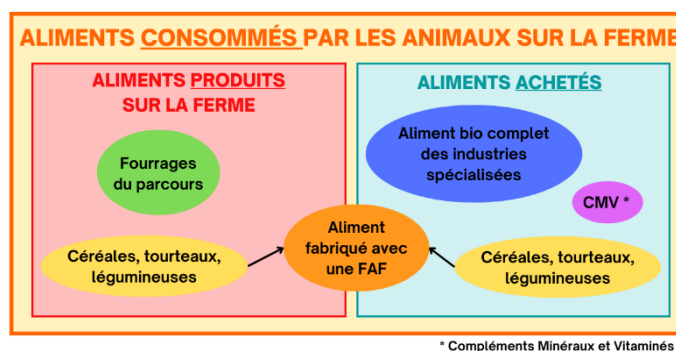 ALIMENTS CONSOMMÉS PAR LES ANIMAUX SUR LA FERME
ALIMENTS PRODUITS
SUR LA FERME
Fourrages
du parcours
Céréales, tourteaux,
légumineuses
Aliment
fabriqué avec
une FAF
ALIMENTS ACHETÉS
Aliment bio complet
des industries
spécialisées
CMV *
Céréales, tourteaux,
légumineuses
* Compléments Minéraux et Vitaminés